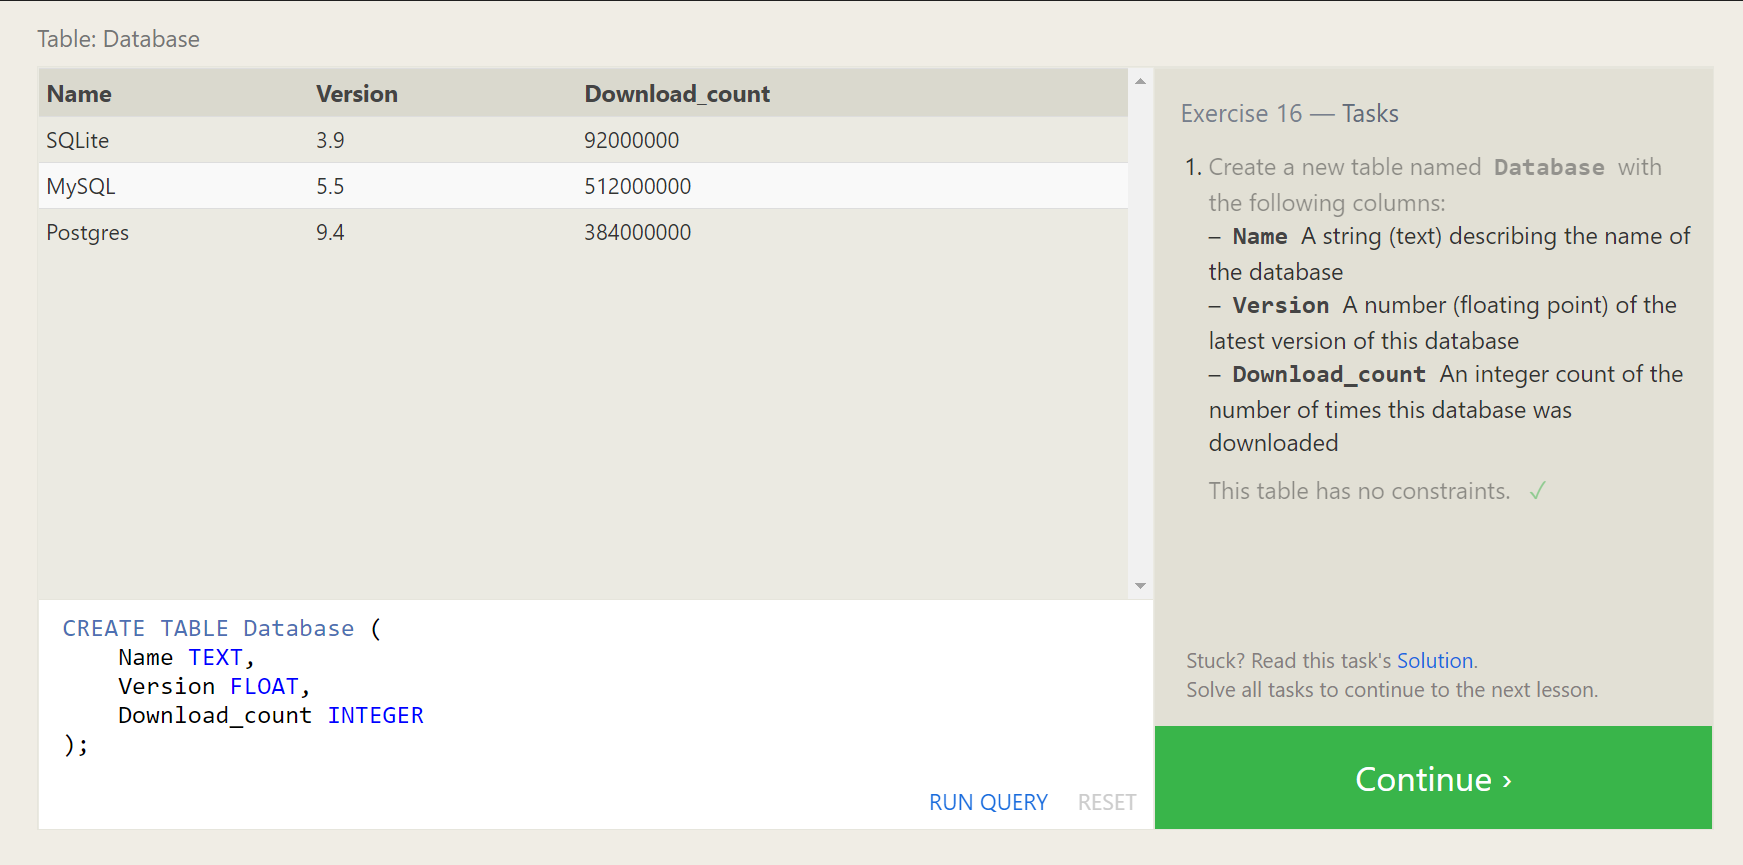 Table: Database
Name Version Download_count
SQLite 3.9 92000000
MySQL 5.5 512000000
Postgres 9.4 384000000
CREATE TABLE Database (
    Name TEXT,
    Version FLOAT,
    Download_count INTEGER
);
RUN QUERY RESET
Exercise 16 — Tasks
1. Create a new table named Database with
the following columns:
– Name A string (text) describing the name of
the database
– Version A number (floating point) of the
latest version of this database
– Download_count An integer count of the
number of times this database was
downloaded
This table has no constraints. ✓
Stuck? Read this task's Solution.
Solve all tasks to continue to the next lesson.
Continue ›